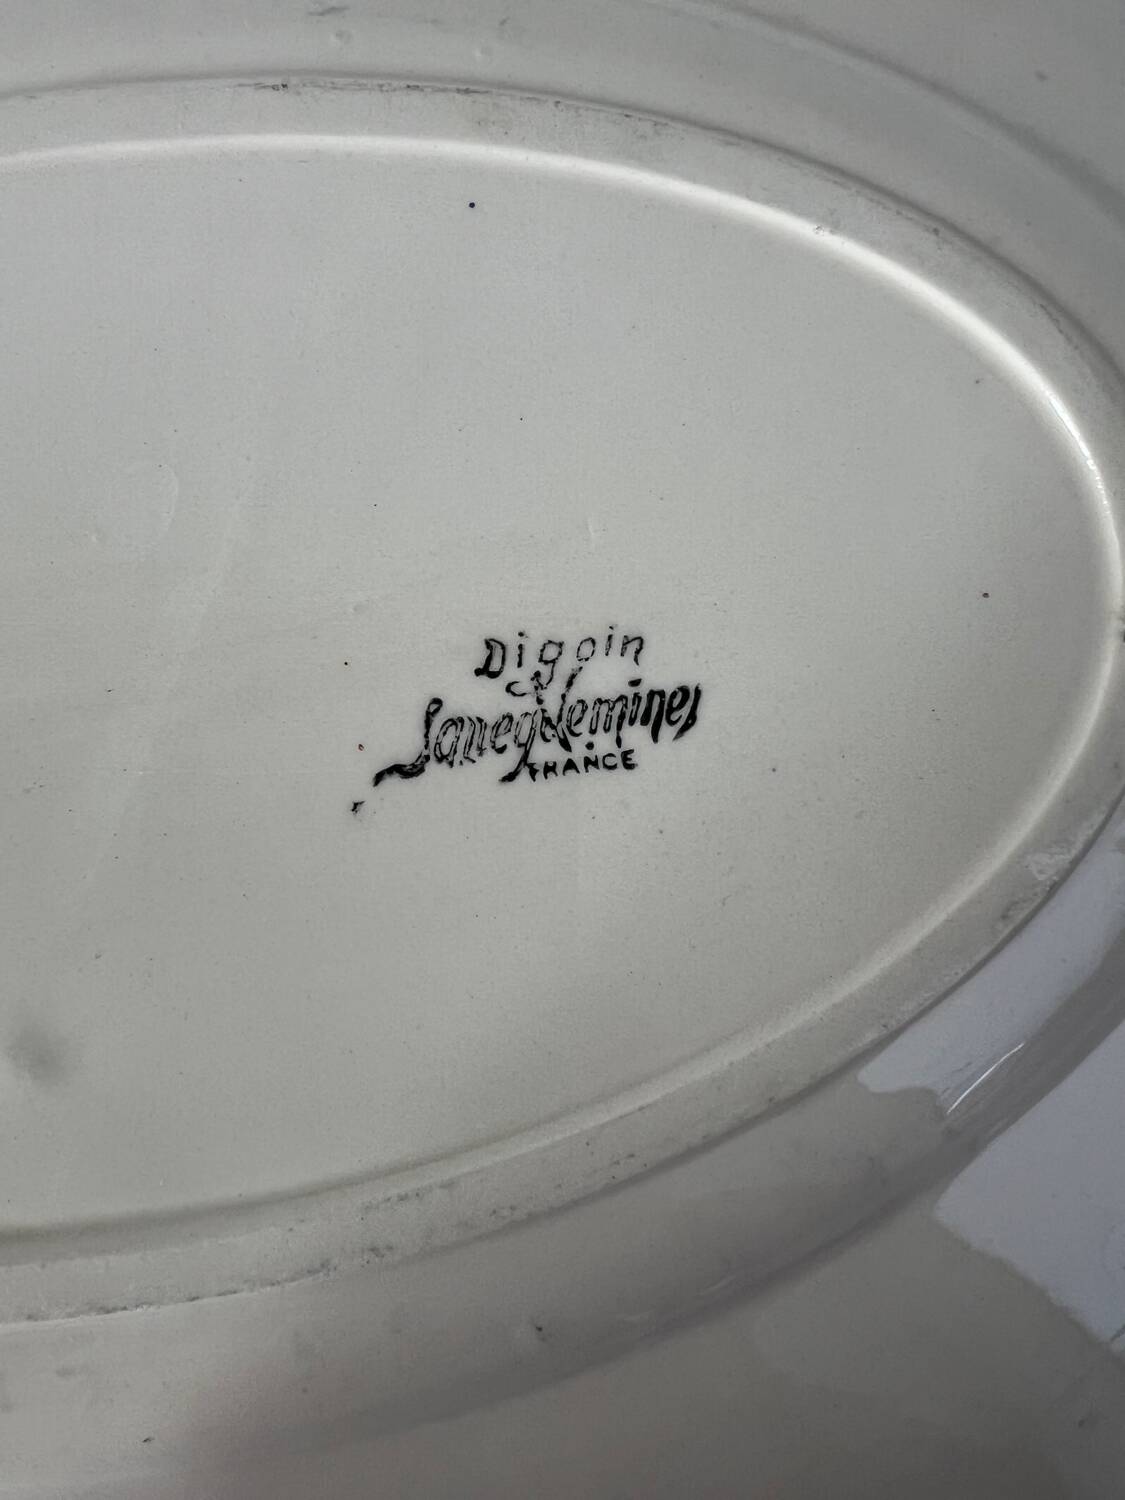 Digoin
&
Sarreguemines
FRANCE